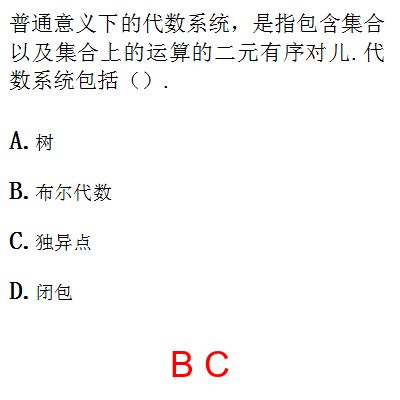 普通意义下的代数系统，是指包含集合
以及集合上的运算的二元有序对儿.代
数系统包括（）.
A.树
B.布尔代数
C.独异点
D.闭包
B C